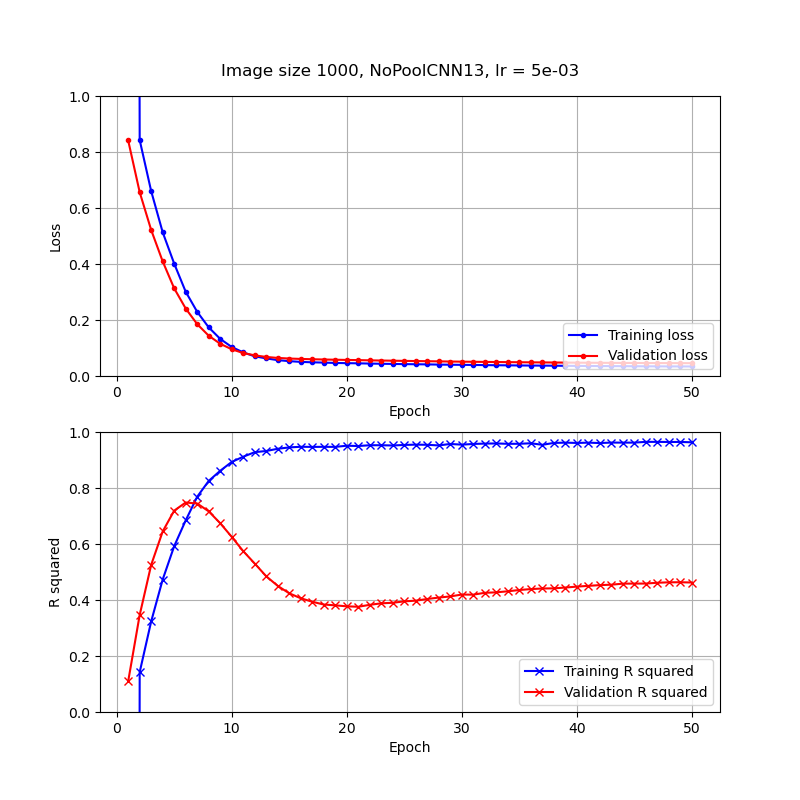 Image size 1000, NoPoolCNN13, lr = 5e-03
1.0
0.8
0.6
0.4
0.2
0.0
Loss
Training loss
Validation loss
0 10 20 30 40 50
Epoch
1.0
0.8
0.6
0.4
0.2
0.0
R squared
Training R squared
Validation R squared
0 10 20 30 40 50
Epoch